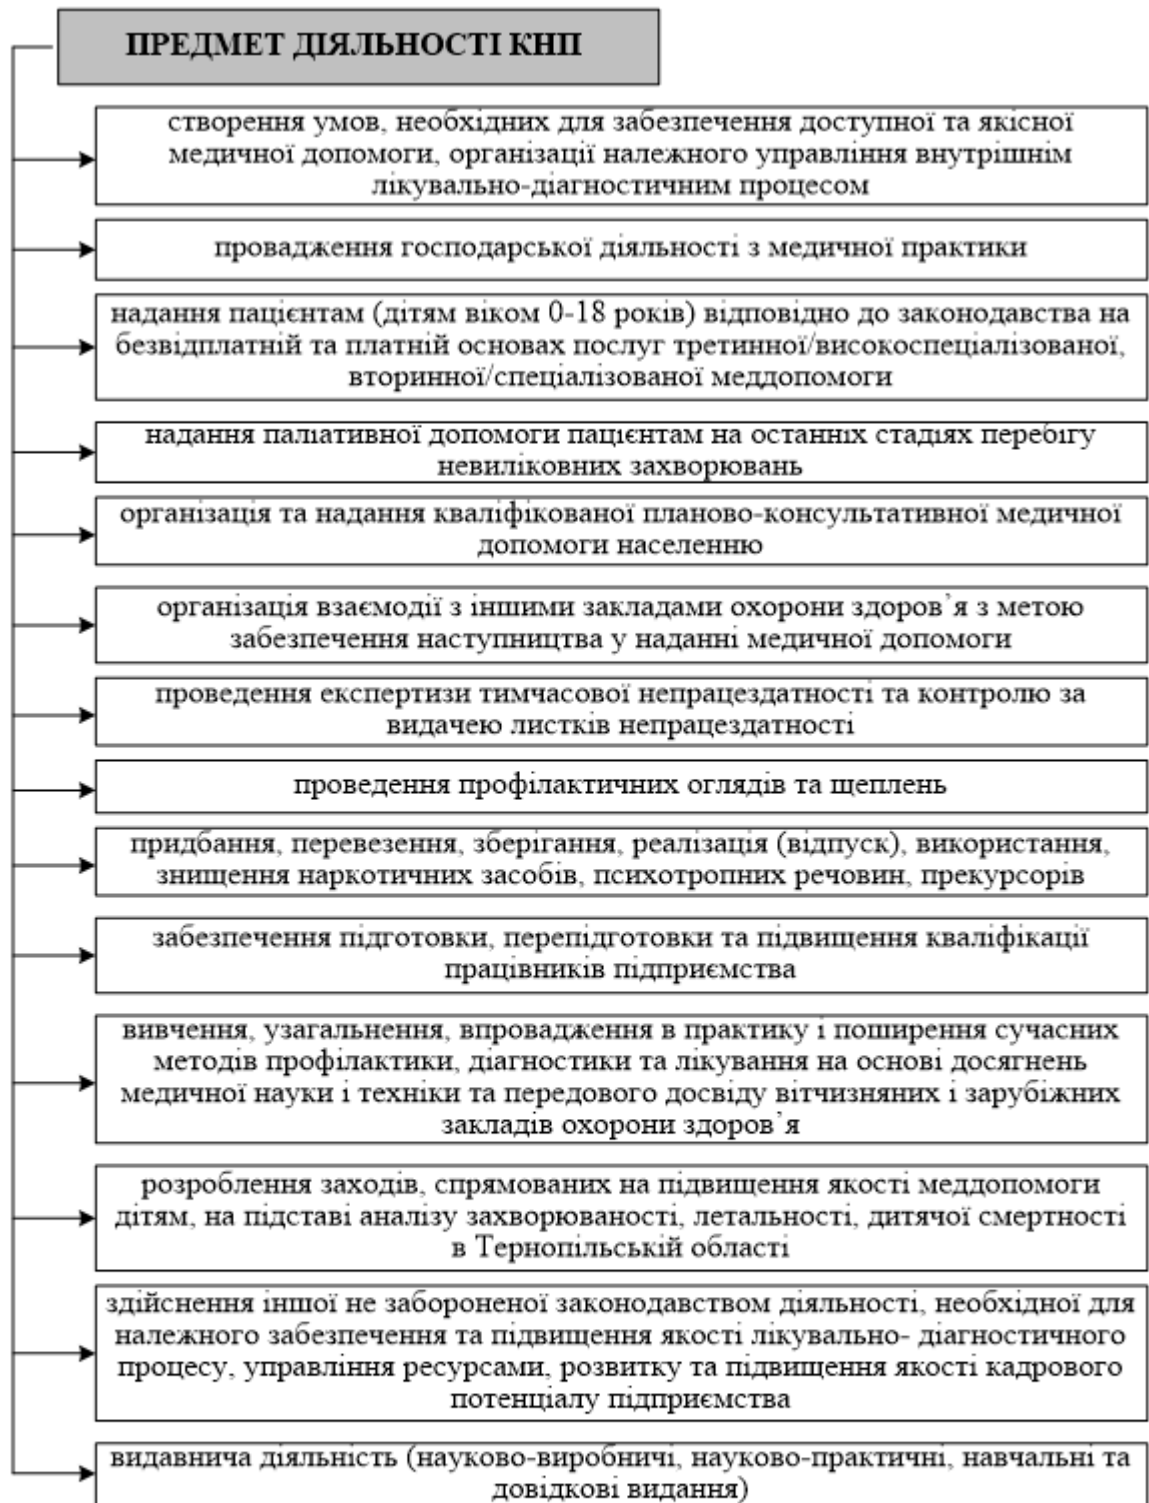 ПРЕДМЕТ ДІЯЛЬНОСТІ КНП
створення умов, необхідних для забезпечення доступної та якісної
медичної допомоги, організації належного управління внутрішнім
лікувально-діагностичним процесом
провадження господарської діяльності з медичної практики
надання пацієнтам (дітям віком 0-18 років) відповідно до законодавства на
безвідплатній та платній основах послуг третинної/високоспеціалізованої,
вторинної/спеціалізованої меддопомоги
надання паліативної допомоги пацієнтам на останніх стадіях перебігу
невиліковних захворювань
організація та надання кваліфікованої планово-консультативної медичної
допомоги населенню
організація взаємодії з іншими закладами охорони здоров’я з метою
забезпечення наступництва у наданні медичної допомоги
проведення експертизи тимчасової непрацездатності та контролю за
видачею листків непрацездатності
проведення профілактичних оглядів та щеплень
придбання, перевезення, зберігання, реалізація (відпуск), використання,
знищення наркотичних засобів, психотропних речовин, прекурсорів
забезпечення підготовки, перепідготовки та підвищення кваліфікації
працівників підприємства
вивчення, узагальнення, впровадження в практику і поширення сучасних
методів профілактики, діагностики та лікування на основі досягнень
медичної науки і техніки та передового досвіду вітчизняних і зарубіжних
закладів охорони здоров’я
розроблення заходів, спрямованих на підвищення якості меддопомоги
дітям, на підставі аналізу захворюваності, летальності, дитячої смертності
в Тернопільській області
здійснення іншої не забороненої законодавством діяльності, необхідної для
належного забезпечення та підвищення якості лікувально- діагностичного
процесу, управління ресурсами, розвитку та підвищення якості кадрового
потенціалу підприємства
видавнича діяльність (науково-виробничі, науково-практичні, навчальні та
довідкові видання)